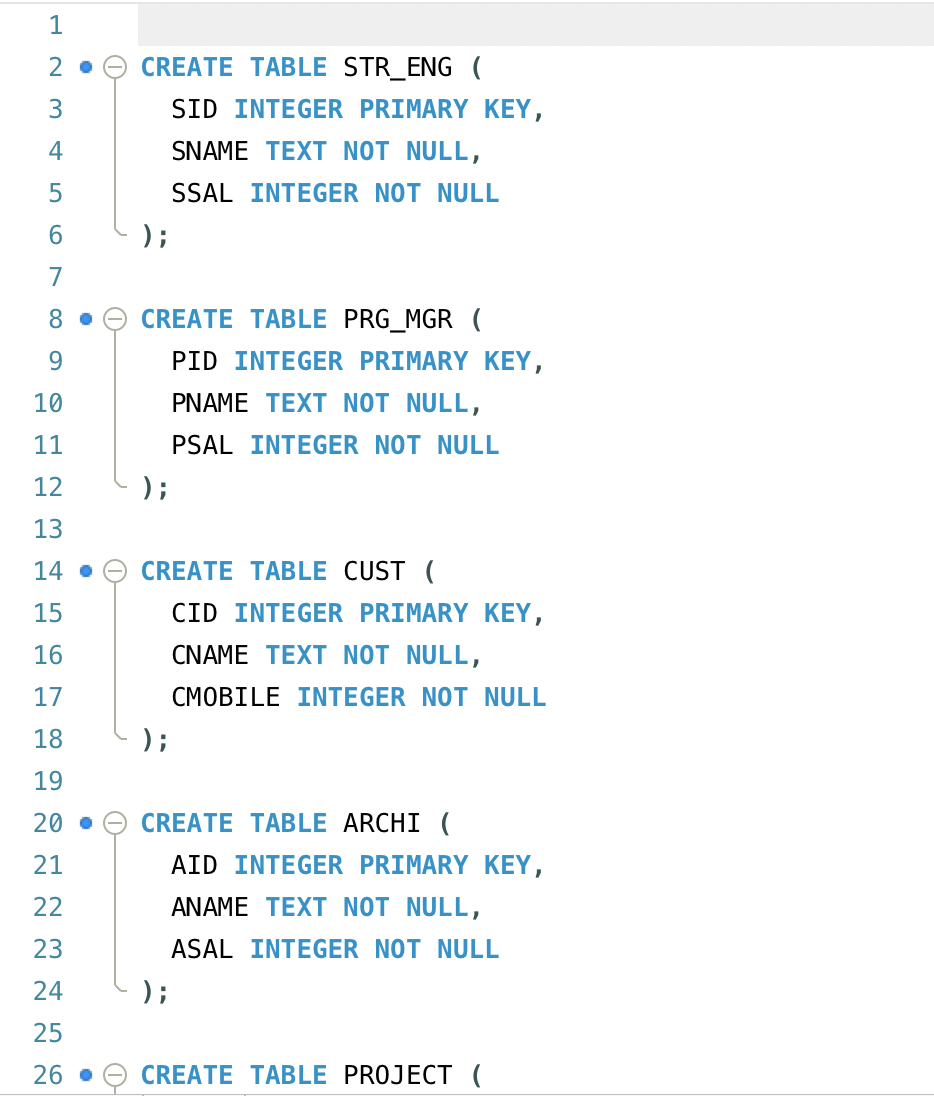 1
2 CREATE TABLE STR_ENG (
3 SID INTEGER PRIMARY KEY,
4 SNAME TEXT NOT NULL,
5 SSAL INTEGER NOT NULL
6 );
7
8 CREATE TABLE PRG_MGR (
9 PID INTEGER PRIMARY KEY,
10 PNAME TEXT NOT NULL,
11 PSAL INTEGER NOT NULL
12 );
13
14 CREATE TABLE CUST (
15 CID INTEGER PRIMARY KEY,
16 CNAME TEXT NOT NULL,
17 CMOBILE INTEGER NOT NULL
18 );
19
20 CREATE TABLE ARCHI (
21 AID INTEGER PRIMARY KEY,
22 ANAME TEXT NOT NULL,
23 ASAL INTEGER NOT NULL
24 );
25
26 CREATE TABLE PROJECT (